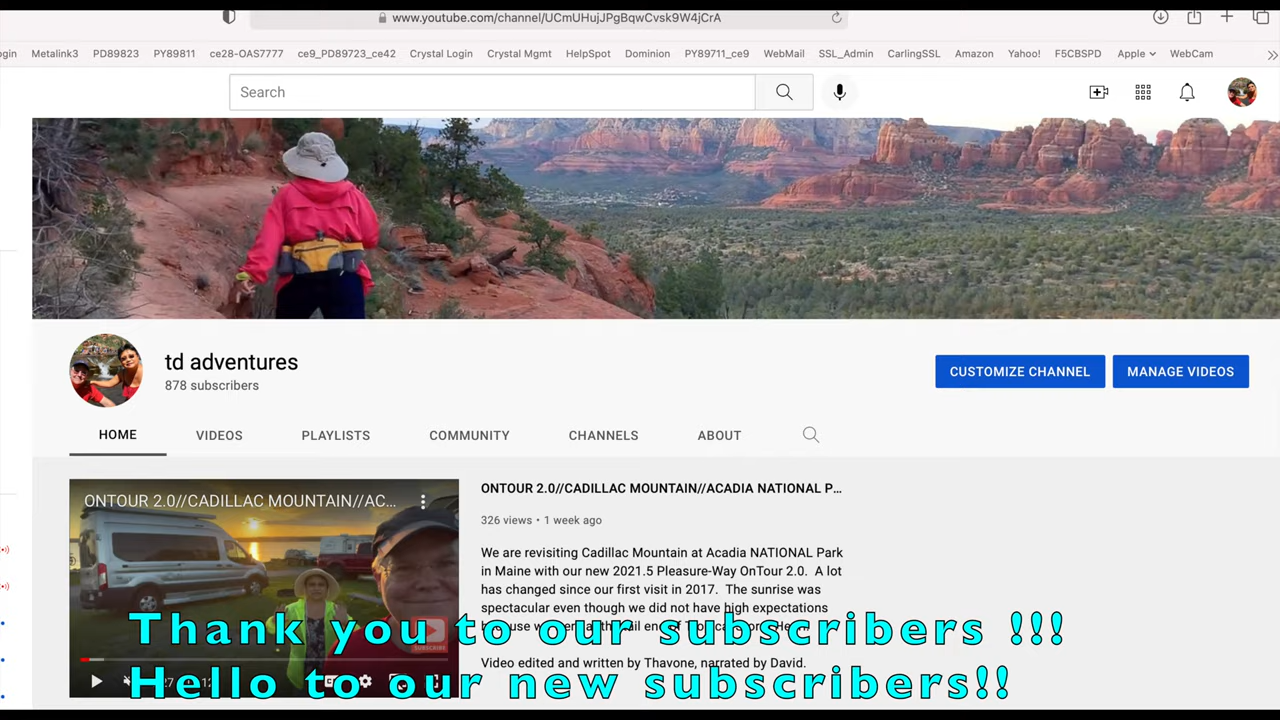 www.youtube.com/channel/UCmUHujJPgBqwCvsk9W4jCrA
gin Metalink3 PD89823 PY89811 ce28-OAS7777 ce9_PD89723_ce42 Crystal Login Crystal Mgmt HelpSpot Dominion PY89711_ce9 WebMail SSL_Admin CarlingSSL Amazon Yahoo! F5CBSPD Apple WebCam
Search
td adventures
878 subscribers
CUSTOMIZE CHANNEL MANAGE VIDEOS
HOME VIDEOS PLAYLISTS COMMUNITY CHANNELS ABOUT
ONTOUR 2.0//CADILLAC MOUNTAIN//AC...
SUBSCRIBE
ONTOUR 2.0//CADILLAC MOUNTAIN//ACADIA NATIONAL P...
326 views • 1 week ago
We are revisiting Cadillac Mountain at Acadia NATIONAL Park
in Maine with our new 2021.5 Pleasure-Way OnTour 2.0. A lot
has changed since our first visit in 2017. The sunrise was
spectacular even though we did not have high expectations
Video edited and written by Thavone, narrated by David.
Thank you to our subscribers !!!
Hello to our new subscribers!!